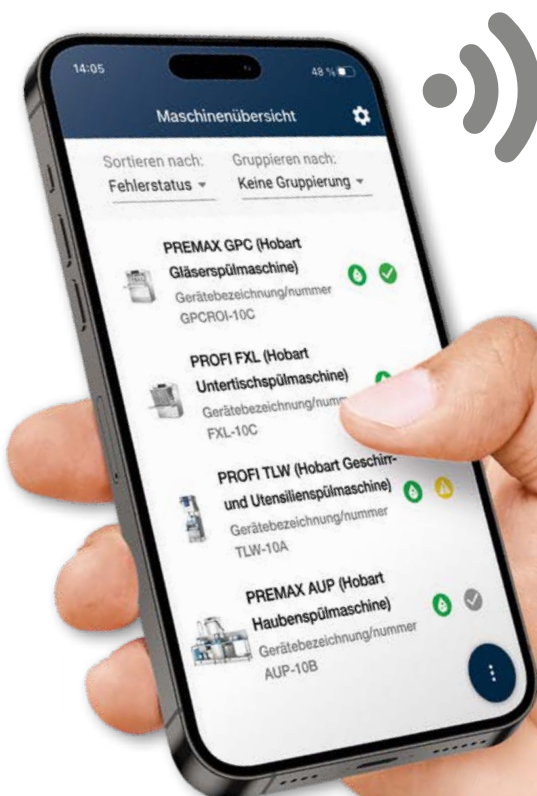 14:05
48 %
Maschinenübersicht
Sortieren nach: Gruppieren nach:
Fehlerstatus Keine Gruppierung
PREMAX GPC (Hobart
Gläserspülmaschine)
Gerätebezeichnung/nummer
GPCROI-10C
PROFI FXL (Hobart
Untertischspülmaschine)
Gerätebezeichnung/numm
FXL-10C
PROFI TLW (Hobart Geschirr-
und Utensilienspülmaschine)
Gerätebezeichnung/nummer
TLW-10A
PREMAX AUP (Hobart
Haubenspülmaschine)
Gerätebezeichnung/nummer
AUP-10B